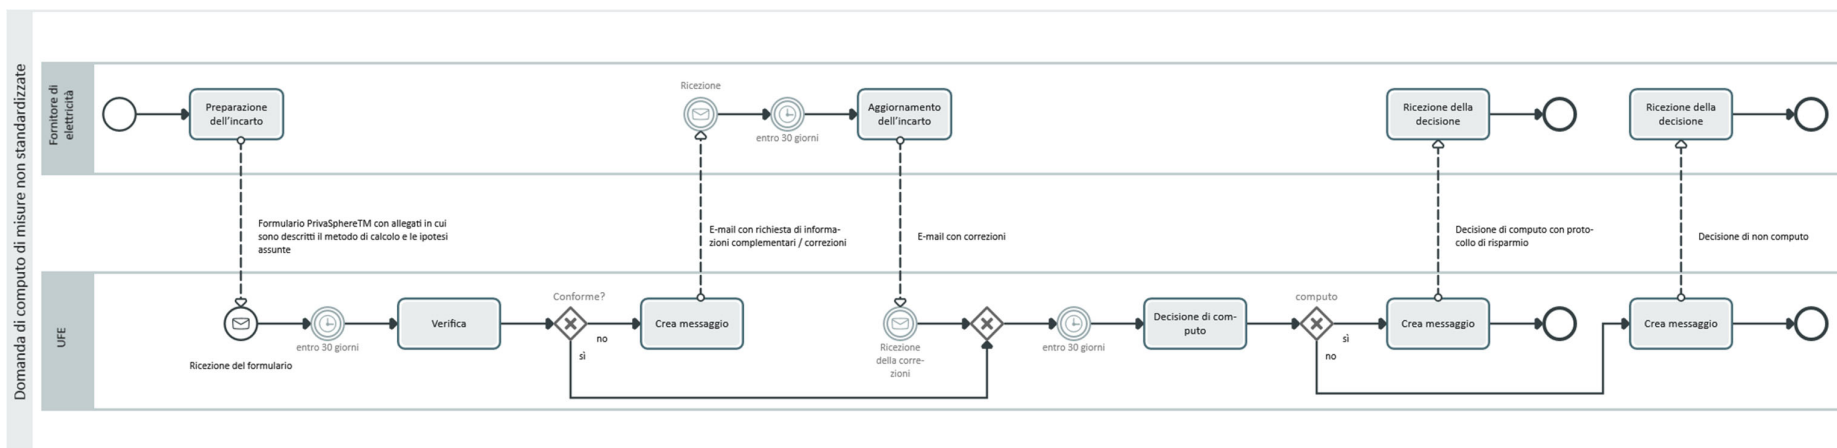 Domanda di computo di misure non standardizzate
Fornitore di
elettricità
Preparazione
dell'incarto
Ricezione
entro 30 giorni
Aggiornamento
dell'incarto
Ricezione della
decisione
Ricezione della
decisione
Formulario PrivaSphereTM con allegati in cui
sono descritti il metodo di calcolo e le ipotesi
assunte
E-mail con richiesta di informa-
zioni complementari / correzioni
E-mail con correzioni
Decisione di computo con proto-
collo di risparmio
Decisione di non computo
UFE
Ricezione del formulario
entro 30 giorni
Verifica
Conforme?
no
sì
Crea messaggio
Ricezione
della corre-
zioni
entro 30 giorni
Decisione di com-
puto
computo
sì
no
Crea messaggio
Crea messaggio